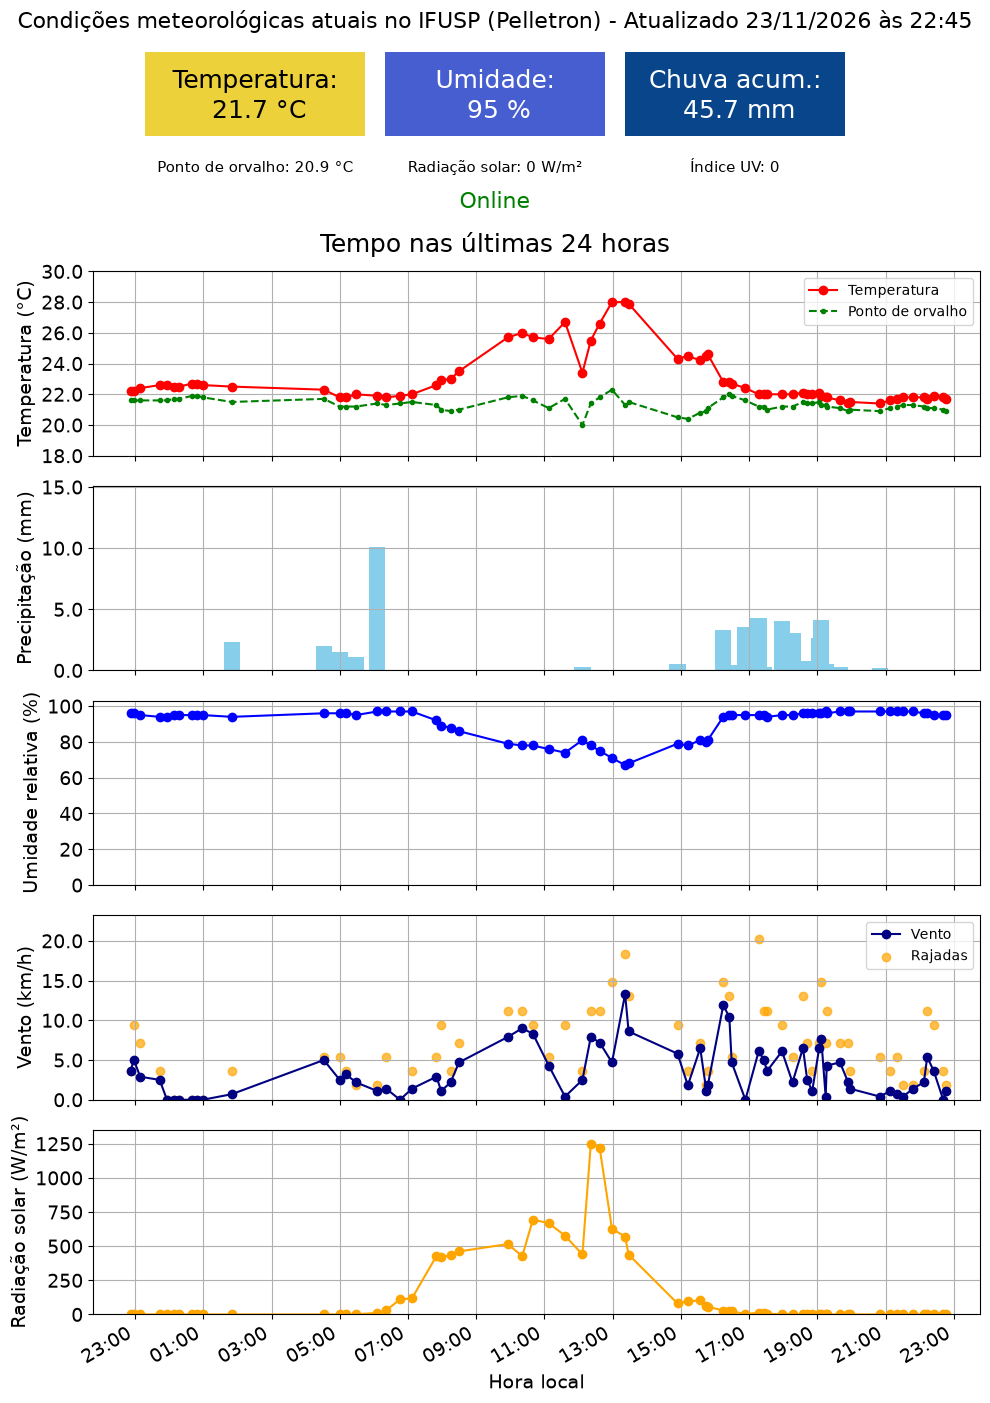 Condições meteorológicas atuais no IFUSP (Pelletron) - Atualizado 23/11/2026 às 22:45
Temperatura:
21.7 °C
Umidade:
95 %
Chuva acum.:
45.7 mm
Ponto de orvalho: 20.9 °C
Radiação solar: 0 W/m²
Índice UV: 0
Online
Tempo nas últimas 24 horas
Temperatura (°C)
30.0
28.0
26.0
24.0
22.0
20.0
18.0
Temperatura
Ponto de orvalho
Precipitação (mm)
15.0
10.0
5.0
0.0
Umidade relativa (%)
100
80
60
40
20
0
Vento (km/h)
20.0
15.0
10.0
5.0
0.0
Vento
Rajadas
Radiação solar (W/m²)
1250
1000
750
500
250
0
23:00
01:00
03:00
05:00
07:00
09:00
11:00
13:00
15:00
17:00
19:00
21:00
23:00
Hora local